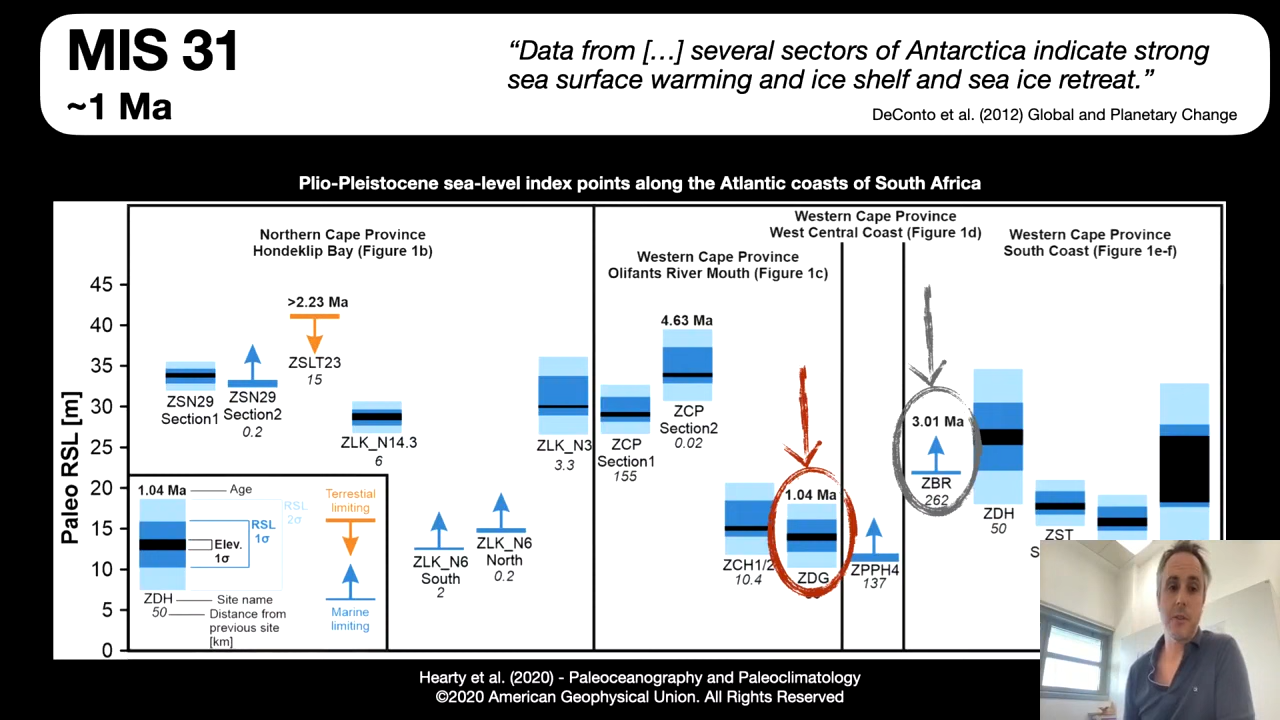 MIS 31
~1 Ma
“Data from […] several sectors of Antarctica indicate strong
sea surface warming and ice shelf and sea ice retreat.”
DeConto et al. (2012) Global and Planetary Change
Plio-Pleistocene sea-level index points along the Atlantic coasts of South Africa
Northern Cape Province
Hondeklip Bay (Figure 1b)
Western Cape Province
Olifants River Mouth (Figure 1c)
Western Cape Province
West Central Coast (Figure 1d)
Western Cape Province
South Coast (Figure 1e-f)
Paleo RSL [m]
45
40
35
30
25
20
15
10
5
0
ZSN29
Section1
ZSN29
Section2
0.2
>2.23 Ma
ZSLT23
15
ZLK_N14.3
6
ZLK_N6
South
2
ZLK_N6
North
0.2
ZLK_N3
3.3
ZCP
Section1
155
4.63 Ma
ZCP
Section2
0.02
ZCH1/2
10.4
1.04 Ma
ZDG
ZPPH4
137
3.01 Ma
ZBR
262
ZDH
50
ZST
S
1.04 Ma
Age
RSL
2σ
RSL
1σ
Elev.
1σ
ZDH
Site name
50
Distance from
previous site
[km]
Terrestial
limiting
Marine
limiting
Hearty et al. (2020) - Paleoceanography and Paleoclimatology
©2020 American Geophysical Union. All Rights Reserved